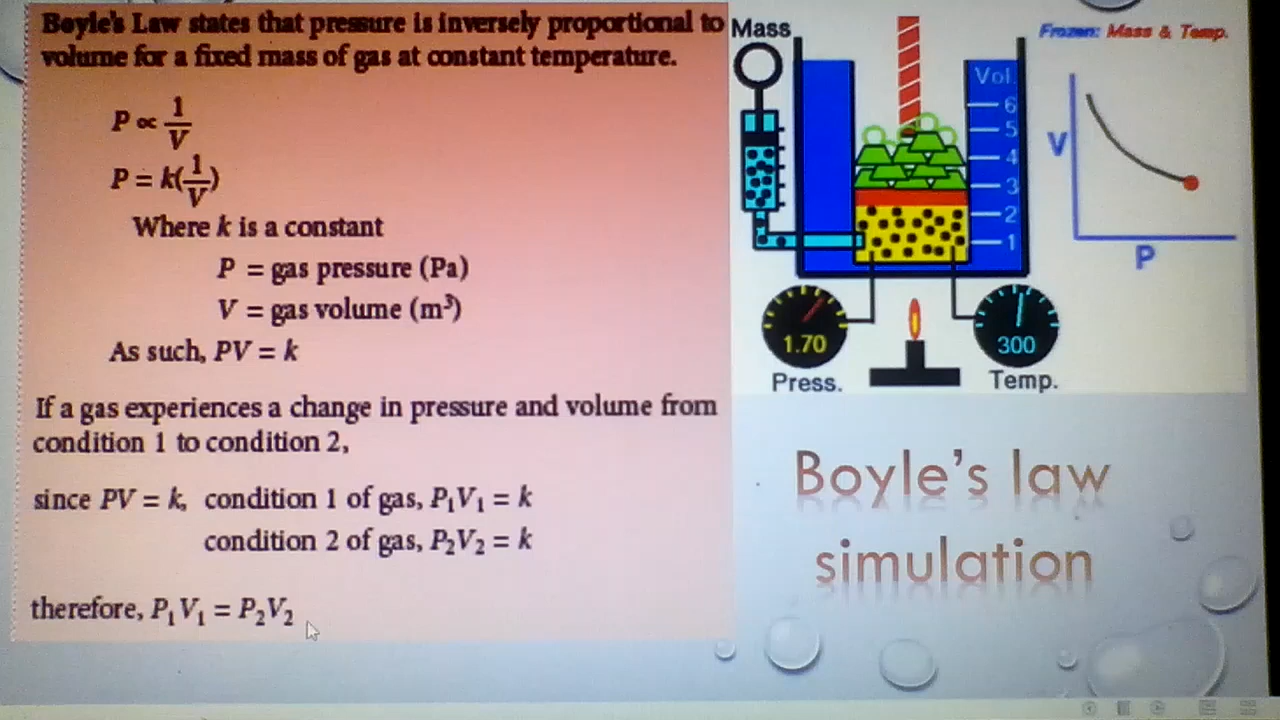 Boyle's Law states that pressure is inversely proportional to
volume for a fixed mass of gas at constant temperature.
P ∝ 1/V
P = k(1/V)
Where k is a constant
P = gas pressure (Pa)
V = gas volume (m³)
As such, PV = k
If a gas experiences a change in pressure and volume from
condition 1 to condition 2,
since PV = k, condition 1 of gas, P₁V₁ = k
condition 2 of gas, P₂V₂ = k
therefore, P₁V₁ = P₂V₂
Mass
Vol.
6
5
4
3
2
1
1.70
Press.
300
Temp.
Frozen: Mass & Temp.
V
P
Boyle's law
simulation